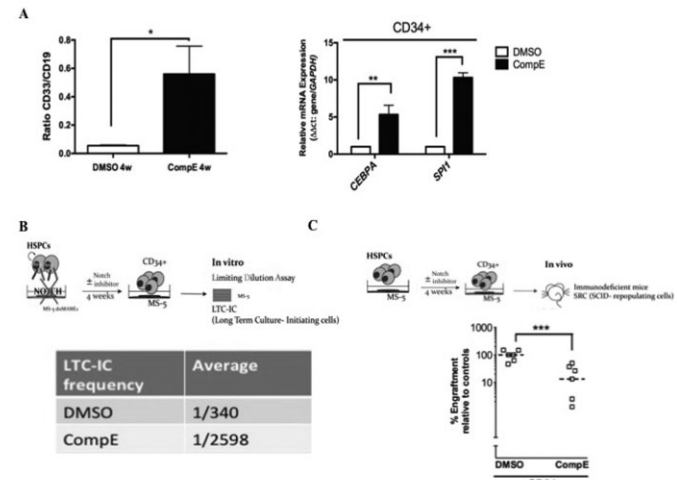 A
*
Ratio CD33/CD19
0.8
0.6
0.4
0.2
0.0
DMSO 4w
CompE 4w
CD34+
Relative mRNA Expression
(ΔΔct: gene/GAPDH)
15
10
5
0
**
***
CEBPA
SPI1
DMSO
CompE
B
HSPCs
NOTCH
± Notch
inhibitor
4 weeks
CD34+
MS-5
In vitro
Limiting Dilution Assay
MS-5
LTC-IC
(Long Term Culture- Initiating cells)
LTC-IC
frequency
Average
DMSO
1/340
CompE
1/2598
C
HSPCs
MS-5
± Notch
inhibitor
4 weeks
CD34+
MS-5
In vivo
Immunodeficient mice
SRC (SCID- repopulating cells)
% Engraftment
relative to controls
1000
100
10
***
DMSO
CompE